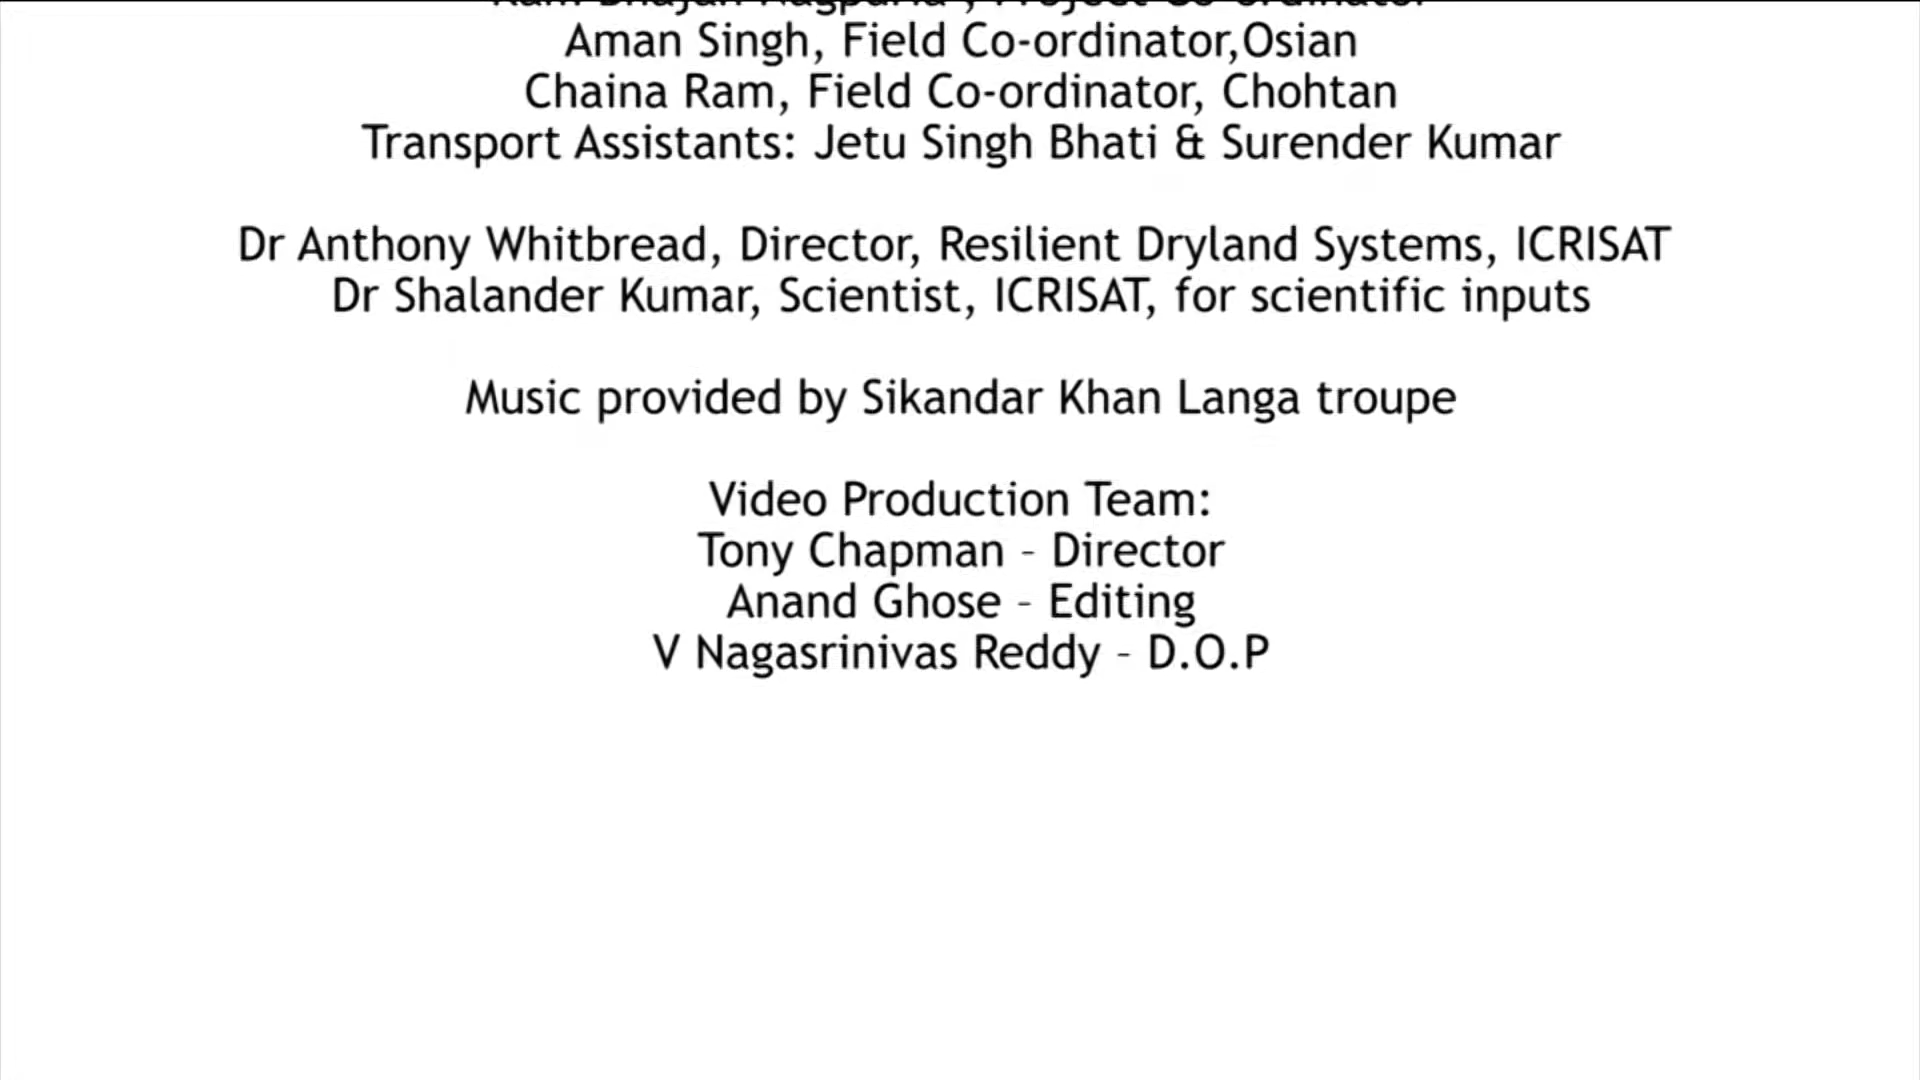 Aman Singh, Field Co-ordinator,Osian
Chaina Ram, Field Co-ordinator, Chohtan
Transport Assistants: Jetu Singh Bhati & Surender Kumar
Dr Anthony Whitbread, Director, Resilient Dryland Systems, ICRISAT
Dr Shalander Kumar, Scientist, ICRISAT, for scientific inputs
Music provided by Sikandar Khan Langa troupe
Video Production Team:
Tony Chapman - Director
Anand Ghose - Editing
V Nagasrinivas Reddy - D.O.P